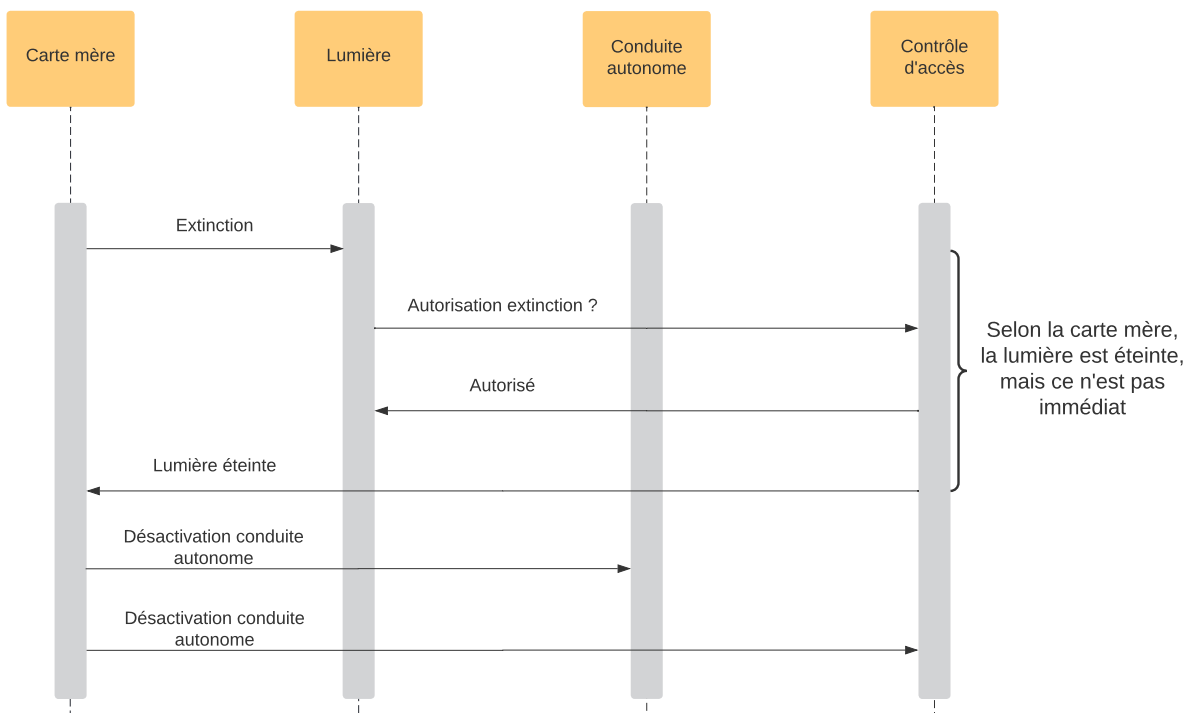 Carte mère
Lumière
Conduite
autonome
Contrôle
d'accès
Extinction
Autorisation extinction ?
Autorisé
Lumière éteinte
Désactivation conduite
autonome
Désactivation conduite
autonome
Selon la carte mère,
la lumière est éteinte,
mais ce n'est pas
immédiat